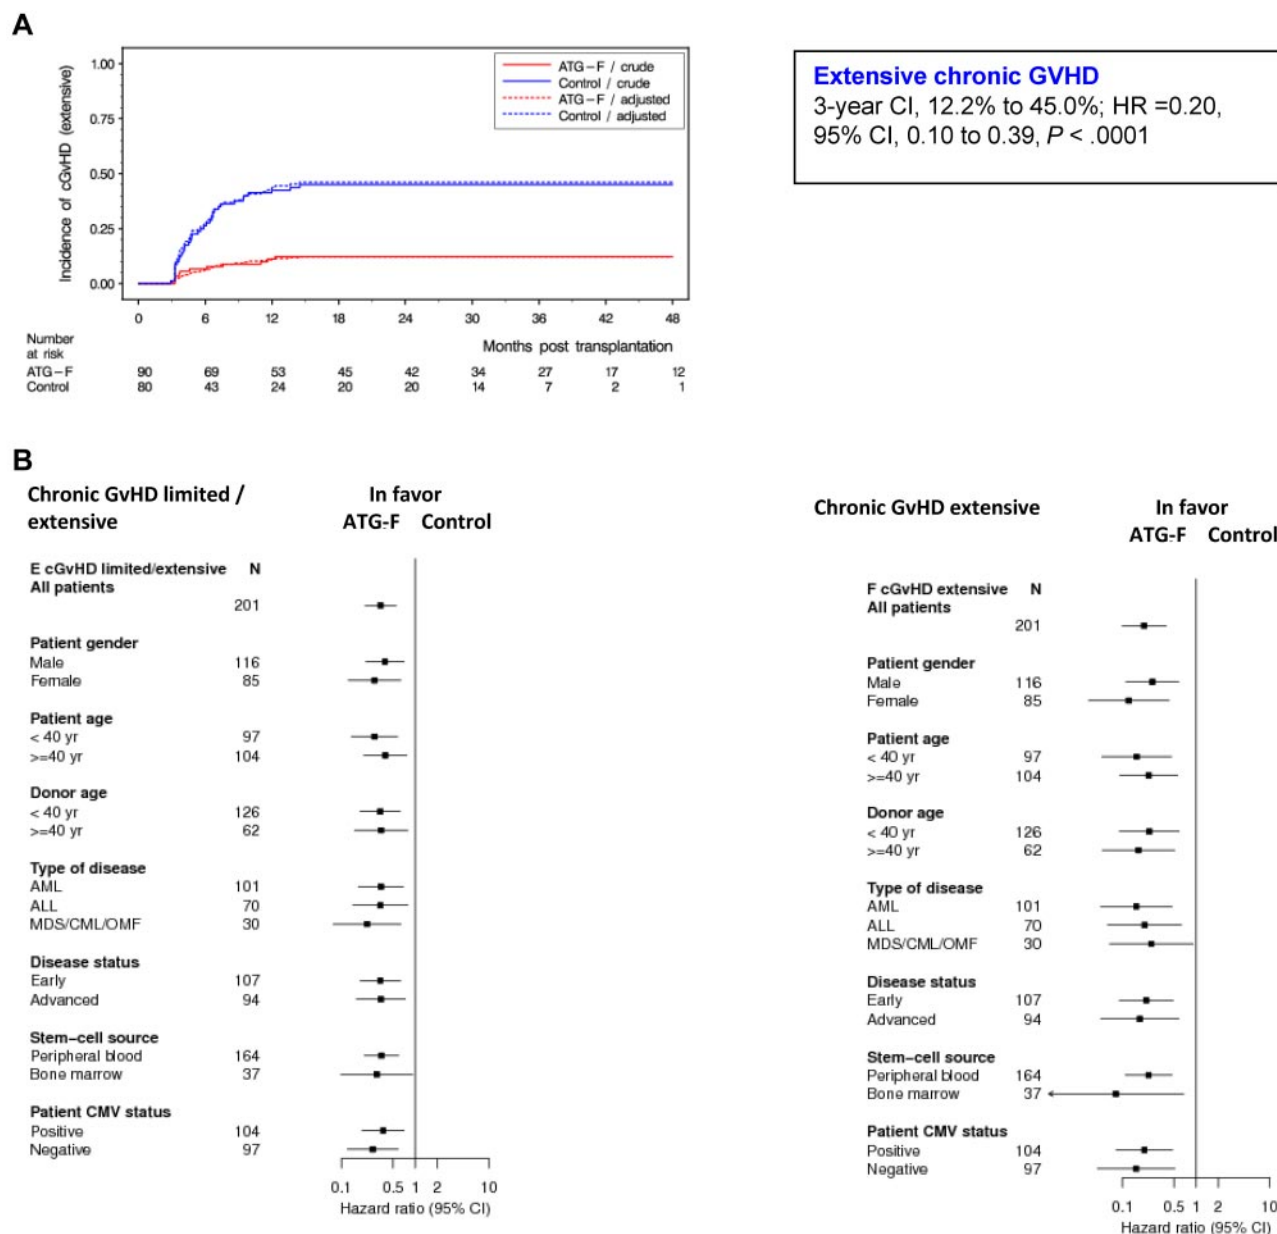 A
1.00
0.75
0.50
0.25
0.00
Incidence of cGvHD (extensive)
ATG-F / crude
Control / crude
ATG-F / adjusted
Control / adjusted
0 6 12 18 24 30 36 42 48
Months post transplantation
Number
at risk
ATG-F 90 69 53 45 42 34 27 17 12
Control 80 43 24 20 20 14 7 2 1
Extensive chronic GVHD
3-year CI, 12.2% to 45.0%; HR =0.20,
95% CI, 0.10 to 0.39, P < .0001
B
Chronic GvHD limited /
extensive
In favor
ATG-F Control
E cGvHD limited/extensive N
All patients
201
Patient gender
Male 116
Female 85
Patient age
< 40 yr 97
>=40 yr 104
Donor age
< 40 yr 126
>=40 yr 62
Type of disease
AML 101
ALL 70
MDS/CML/OMF 30
Disease status
Early 107
Advanced 94
Stem-cell source
Peripheral blood 164
Bone marrow 37
Patient CMV status
Positive 104
Negative 97
0.1 0.5 1 2 10
Hazard ratio (95% CI)
Chronic GvHD extensive
In favor
ATG-F Control
F cGvHD extensive N
All patients
201
Patient gender
Male 116
Female 85
Patient age
< 40 yr 97
>=40 yr 104
Donor age
< 40 yr 126
>=40 yr 62
Type of disease
AML 101
ALL 70
MDS/CML/OMF 30
Disease status
Early 107
Advanced 94
Stem-cell source
Peripheral blood 164
Bone marrow 37
Patient CMV status
Positive 104
Negative 97
0.1 0.5 1 2 10
Hazard ratio (95% CI)